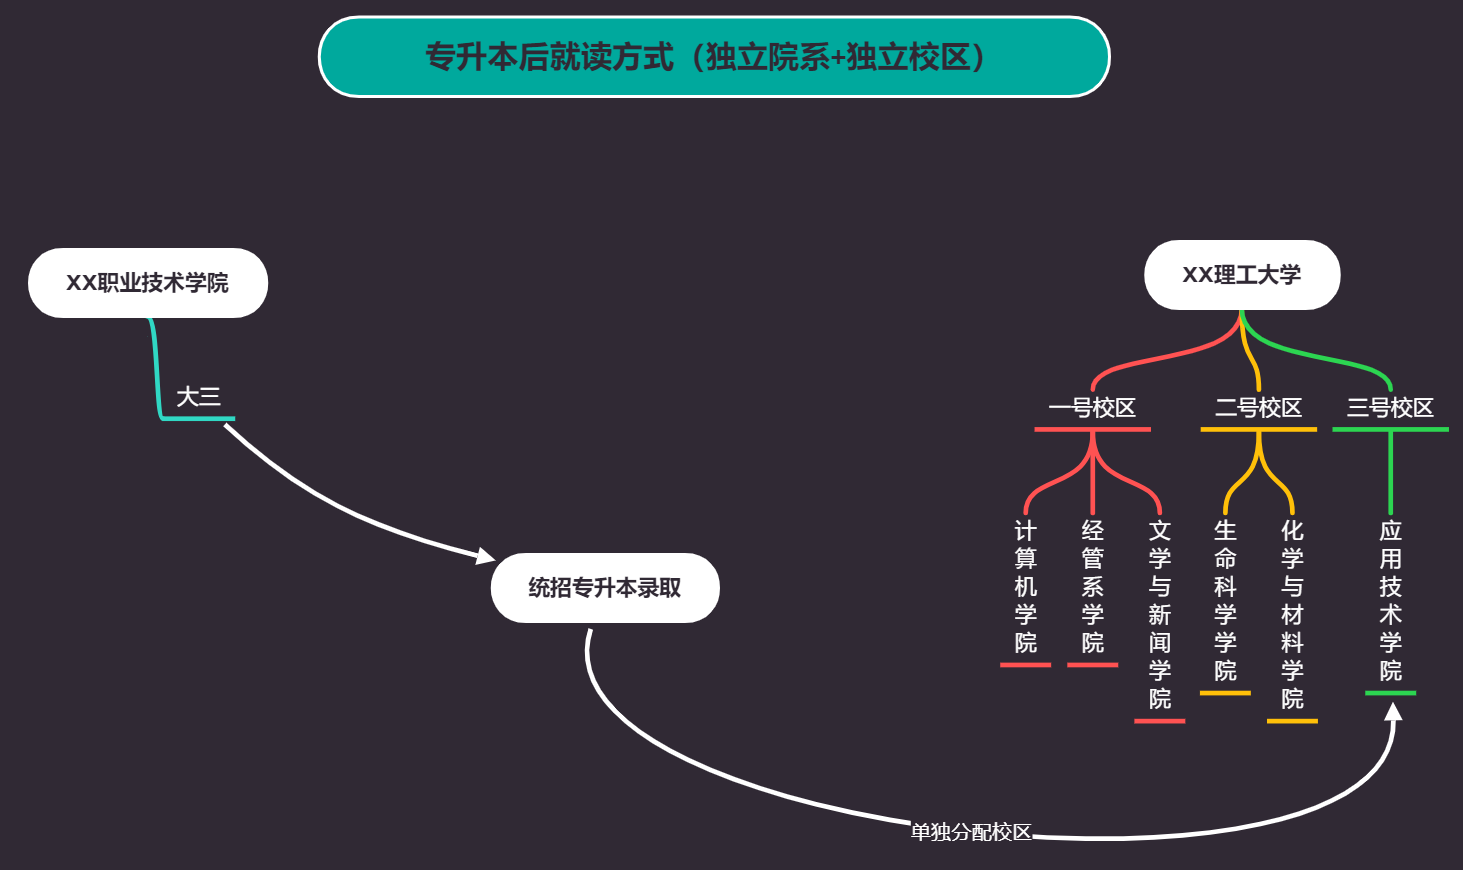 专升本后就读方式（独立院系+独立校区）
XX职业技术学院
大三
统招专升本录取
单独分配校区
XX理工大学
一号校区
二号校区
三号校区
计算机学院
经管系学院
文学与新闻学院
生命科学学院
化学与材料学院
应用技术学院